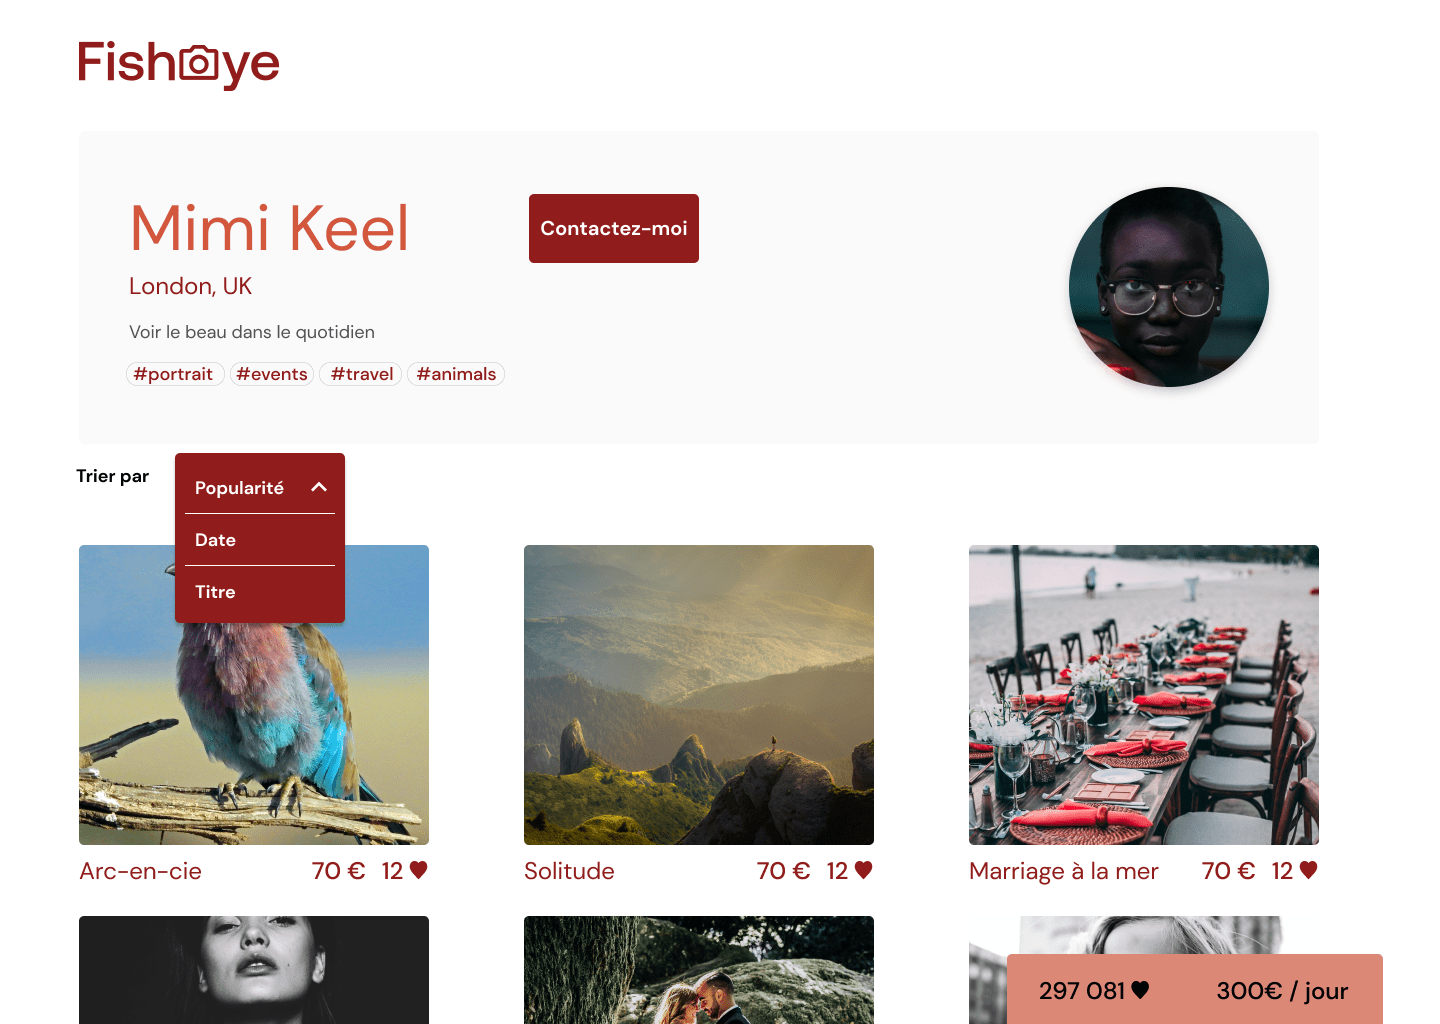 Fisheye
Mimi Keel
Contactez-moi
London, UK
Voir le beau dans le quotidien
#portrait #events #travel #animals
Trier par
Popularité
Date
Titre
Arc-en-cie 70 € 12
Solitude 70 € 12
Marriage à la mer 70 € 12
297 081 300€ / jour